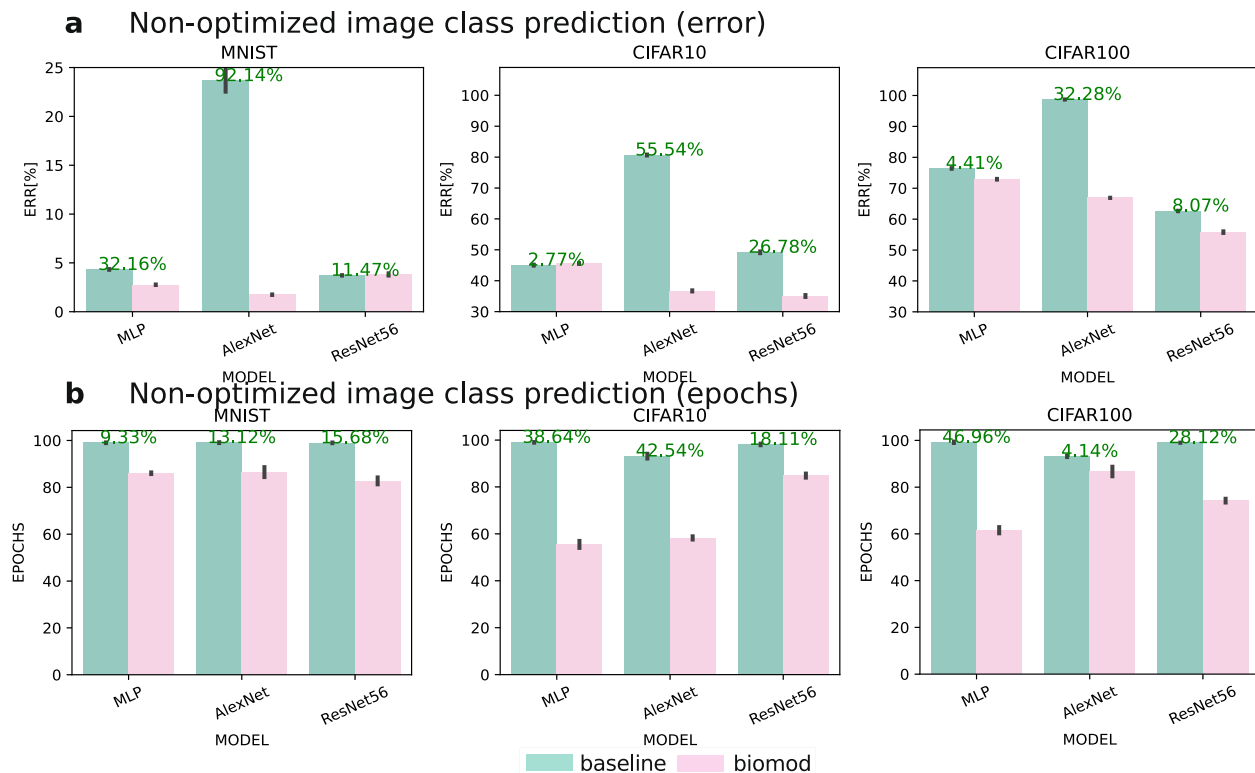 a Non-optimized image class prediction (error)
MNIST
25
20
15
10
5
0
ERR[%]
32.16%
92.14%
11.47%
MLP
AlexNet
ResNet56
MODEL
CIFAR10
100
90
80
70
60
50
40
30
ERR[%]
2.77%
55.54%
26.78%
MLP
AlexNet
ResNet56
MODEL
CIFAR100
100
90
80
70
60
50
40
30
ERR[%]
4.41%
32.28%
8.07%
MLP
AlexNet
ResNet56
MODEL
b Non-optimized image class prediction (epochs)
MNIST
100
80
60
40
20
0
EPOCHS
9.33%
13.12%
15.68%
MLP
AlexNet
ResNet56
MODEL
CIFAR10
100
80
60
40
20
0
EPOCHS
38.64%
42.54%
18.11%
MLP
AlexNet
ResNet56
MODEL
CIFAR100
100
80
60
40
20
0
EPOCHS
46.96%
4.14%
28.12%
MLP
AlexNet
ResNet56
MODEL
baseline
biomod